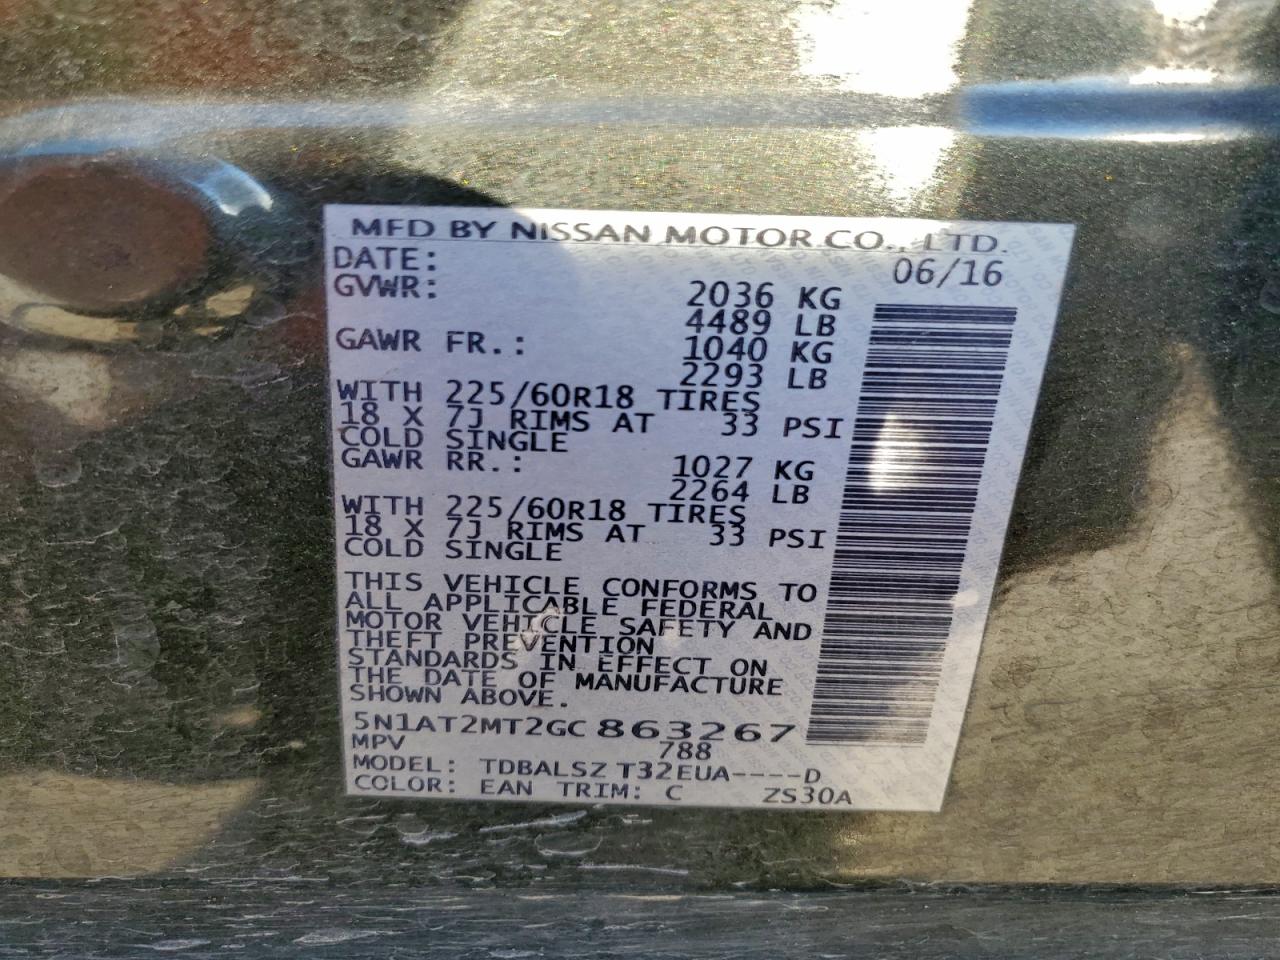 MFD BY NISSAN MOTOR CO., LTD.
DATE: 06/16
GVWR: 2036 KG
4489 LB
GAWR FR.: 1040 KG
2293 LB
WITH 225/60R18 TIRES
18 X 7J RIMS AT 33 PSI
COLD SINGLE
GAWR RR.: 1027 KG
2264 LB
WITH 225/60R18 TIRES
18 X 7J RIMS AT 33 PSI
COLD SINGLE
THIS VEHICLE CONFORMS TO
ALL APPLICABLE FEDERAL
MOTOR VEHICLE SAFETY AND
THEFT PREVENTION
STANDARDS IN EFFECT ON
THE DATE OF MANUFACTURE
SHOWN ABOVE.
5N1AT2MT2GC863267
MPV 788
MODEL: TDBALSZ T32EUA----D
COLOR: EAN TRIM: C ZS30A